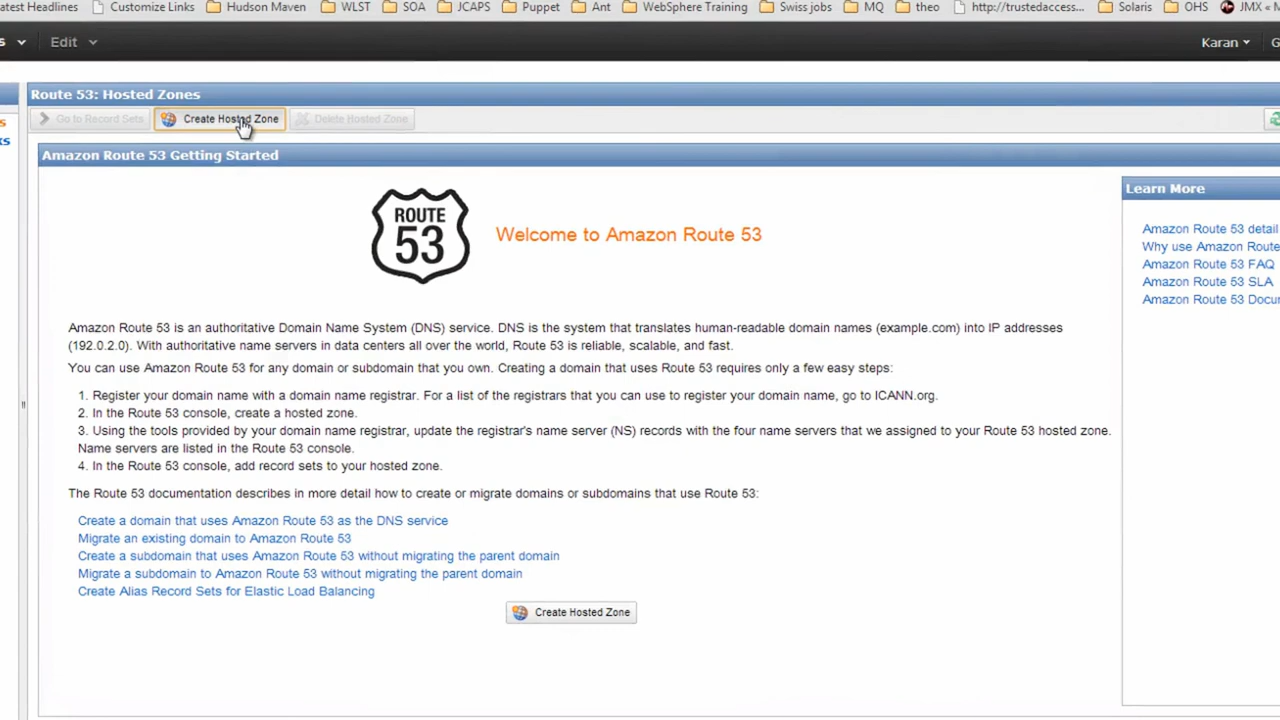 atest Headlines Customize Links Hudson Maven WLST SOA JCAPS Puppet Ant WebSphere Training Swiss jobs MQ theo http://trustedaccess... Solaris OHS JMX « M
s Edit Karan G
Route 53: Hosted Zones
s
Go to Record Sets Create Hosted Zone Delete Hosted Zone
ks
Amazon Route 53 Getting Started
ROUTE
53
Welcome to Amazon Route 53
Amazon Route 53 is an authoritative Domain Name System (DNS) service. DNS is the system that translates human-readable domain names (example.com) into IP addresses
(192.0.2.0). With authoritative name servers in data centers all over the world, Route 53 is reliable, scalable, and fast.
You can use Amazon Route 53 for any domain or subdomain that you own. Creating a domain that uses Route 53 requires only a few easy steps:
1. Register your domain name with a domain name registrar. For a list of the registrars that you can use to register your domain name, go to ICANN.org.
2. In the Route 53 console, create a hosted zone.
3. Using the tools provided by your domain name registrar, update the registrar's name server (NS) records with the four name servers that we assigned to your Route 53 hosted zone.
Name servers are listed in the Route 53 console.
4. In the Route 53 console, add record sets to your hosted zone.
The Route 53 documentation describes in more detail how to create or migrate domains or subdomains that use Route 53:
Create a domain that uses Amazon Route 53 as the DNS service
Migrate an existing domain to Amazon Route 53
Create a subdomain that uses Amazon Route 53 without migrating the parent domain
Migrate a subdomain to Amazon Route 53 without migrating the parent domain
Create Alias Record Sets for Elastic Load Balancing
Create Hosted Zone
Learn More
Amazon Route 53 detail
Why use Amazon Route
Amazon Route 53 FAQ
Amazon Route 53 SLA
Amazon Route 53 Docu